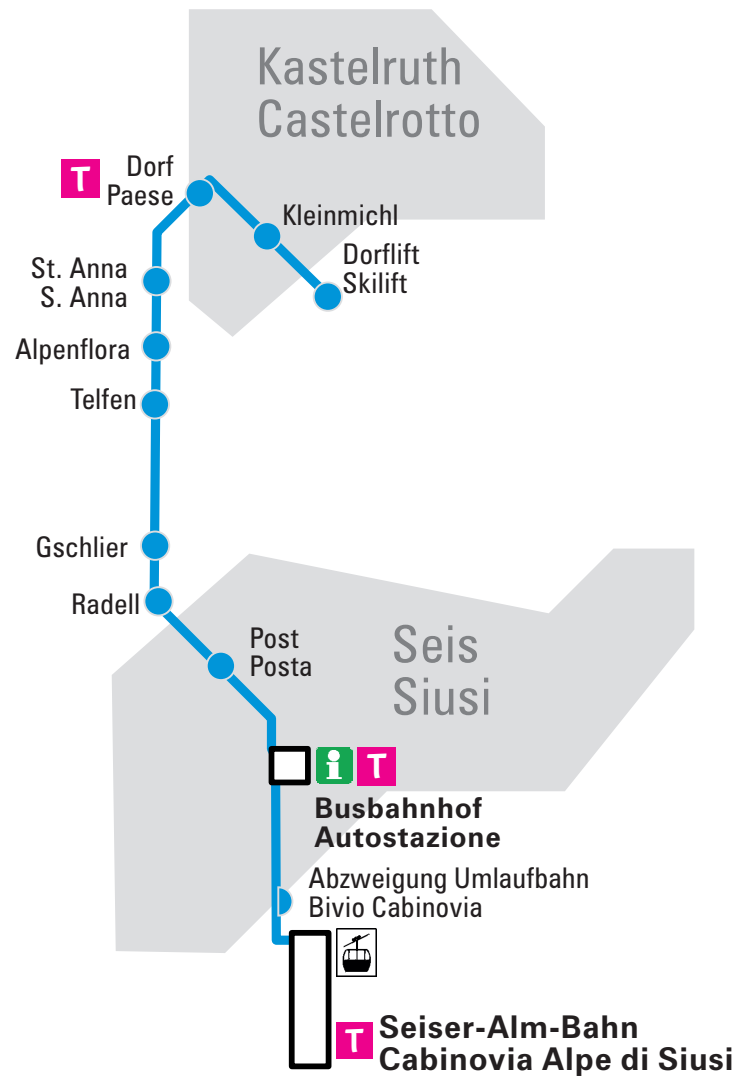 Kastelruth
Castelrotto
T
Dorf
Paese
Kleinmichl
Dorflift
Skilift
St. Anna
S. Anna
Alpenflora
Telfen
Gschlier
Radell
Post
Posta
Seis
Siusi
i T
Busbahnhof
Autostazione
Abzweigung Umlaufbahn
Bivio Cabinovia
T
Seiser-Alm-Bahn
Cabinovia Alpe di Siusi